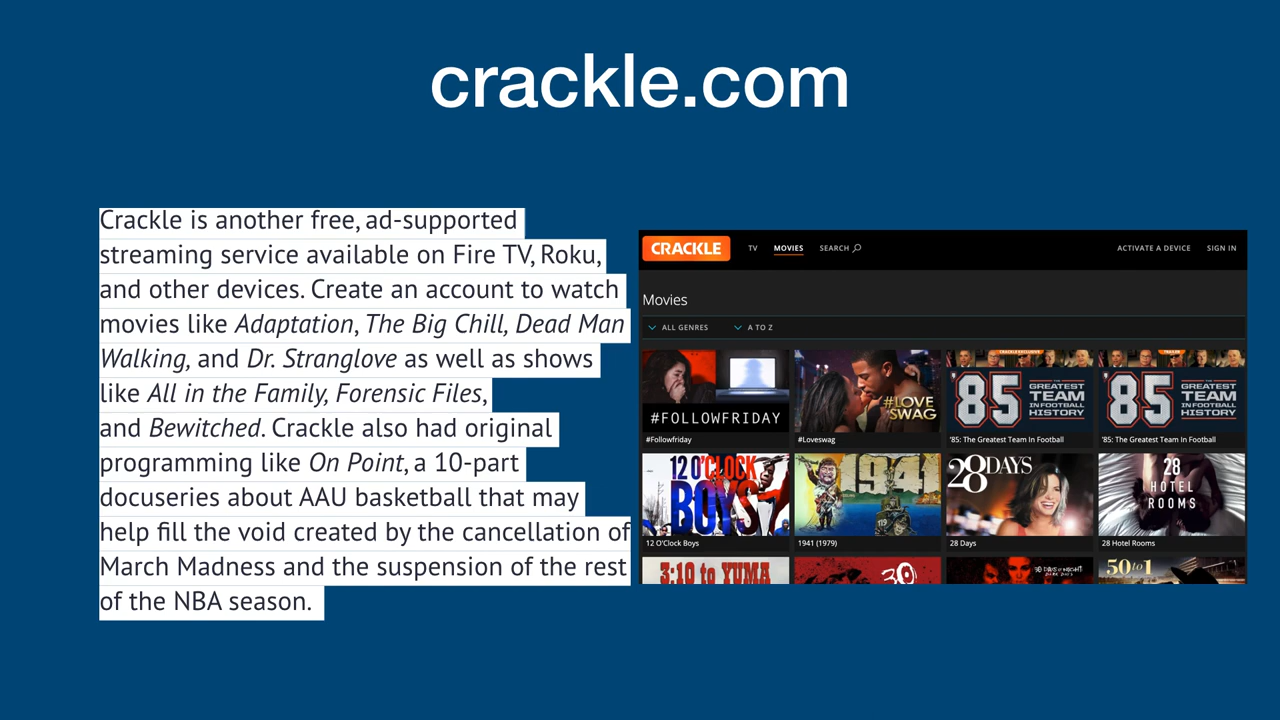 crackle.com
Crackle is another free, ad-supported
streaming service available on Fire TV, Roku,
and other devices. Create an account to watch
movies like Adaptation, The Big Chill, Dead Man
Walking, and Dr. Stranglove as well as shows
like All in the Family, Forensic Files,
and Bewitched. Crackle also had original
programming like On Point, a 10-part
docuseries about AAU basketball that may
help fill the void created by the cancellation of
March Madness and the suspension of the rest
of the NBA season.
CRACKLE TV MOVIES SEARCH ACTIVATE A DEVICE SIGN IN
Movies
ALL GENRES A TO Z
#FOLLOWFRIDAY
#Followfriday
#LOVE
SWAG
#Loveswag
85 THE GREATEST
TEAM
IN FOOTBALL
HISTORY
'85: The Greatest Team In Football
85 THE GREATEST
TEAM
IN FOOTBALL
HISTORY
'85: The Greatest Team In Football
12 O'CLOCK
BOYS
12 O'Clock Boys
1941
1941 (1979)
28 DAYS
28 Days
28
HOTEL
ROOMS
28 Hotel Rooms
3:10 to YUMA
30
50 to 1